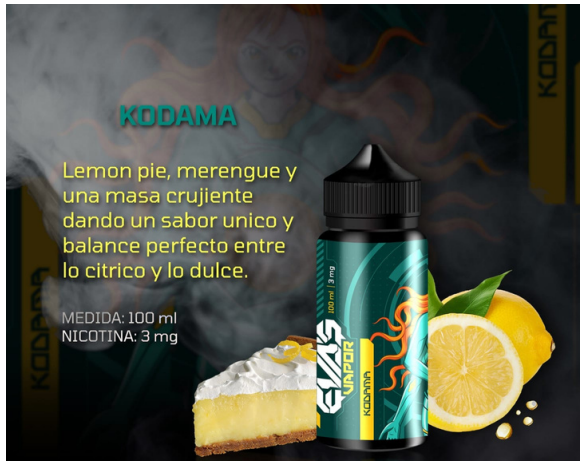 KODAMA
KODAMA
Lemon pie, merengue y
una masa crujiente
dando un sabor unico y
balance perfecto entre
lo citrico y lo dulce.
MEDIDA: 100 ml
NICOTINA: 3 mg
KODAMA
100 ml | 3 mg
EVA'S
VAPOR
KODAMA